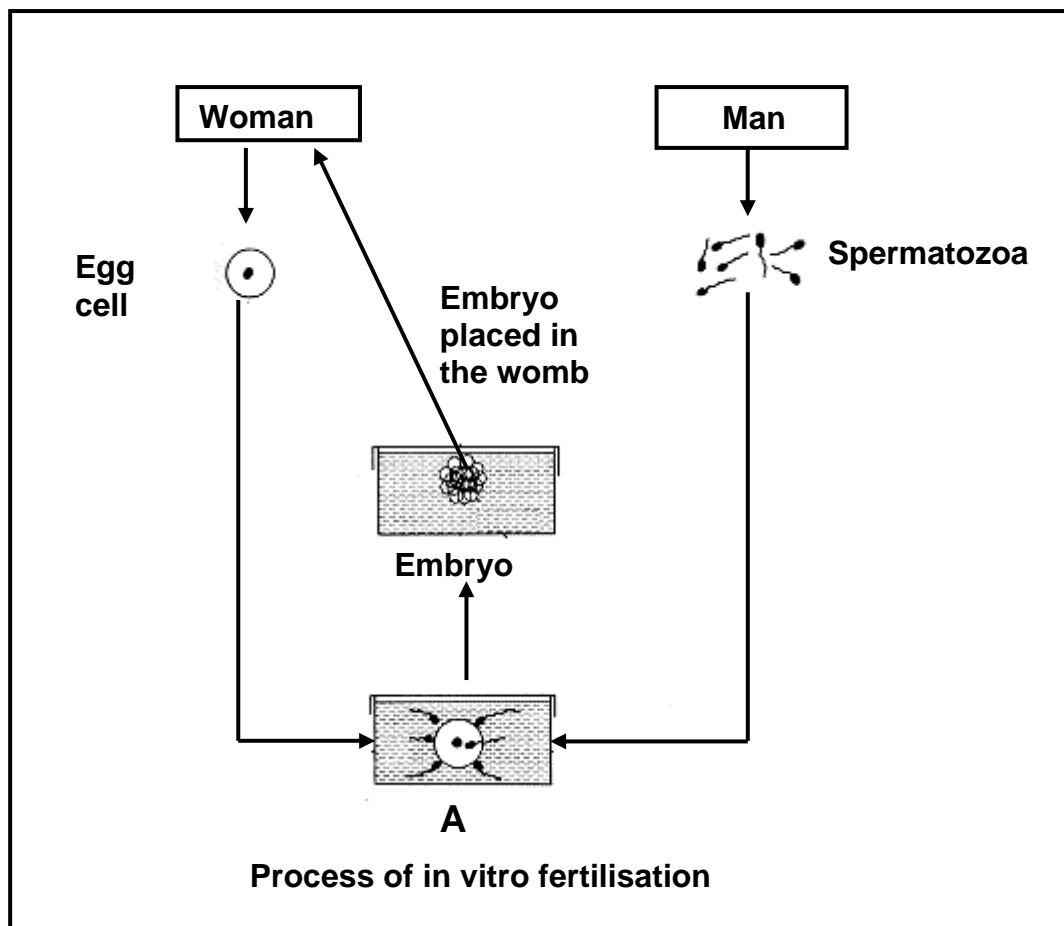 Woman
Man
Egg
cell
Spermatozoa
Embryo
placed in
the womb
Embryo
A
Process of in vitro fertilisation